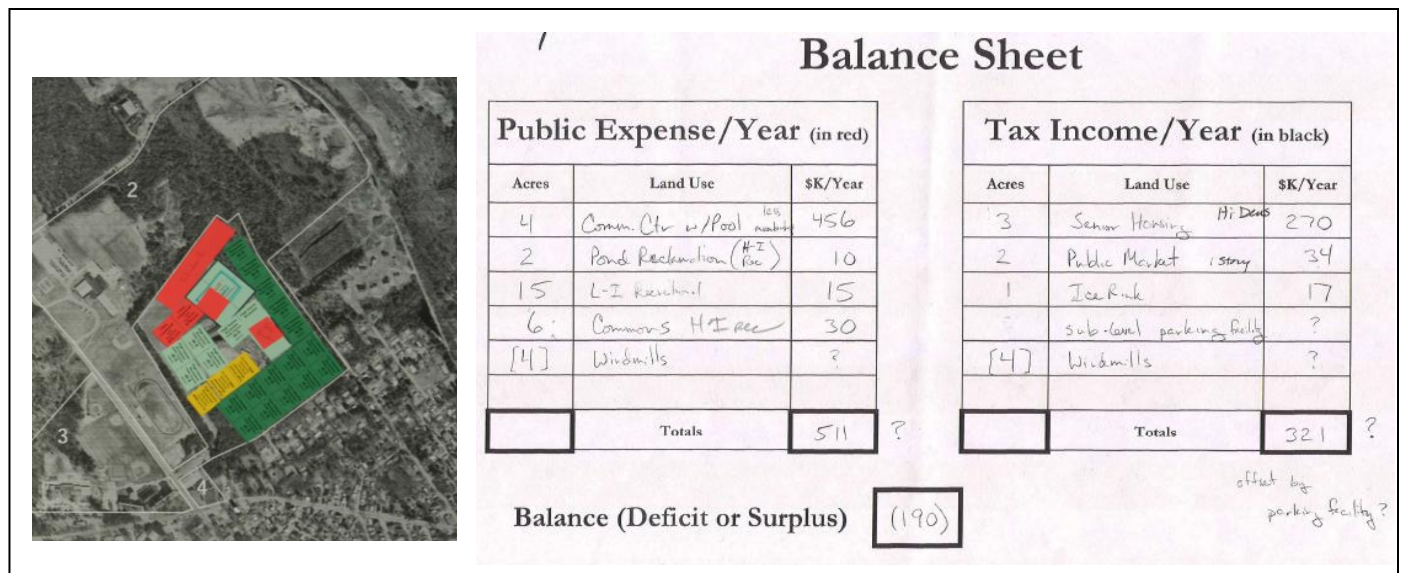 Balance Sheet
Public Expense/Year (in red)
Acres Land Use $K/Year
4 Comm. Ctr w/Pool less 456
2 Pond Reclamation (H-I Rec) 10
15 L-I 15
6 Commons H-I rec 30
[4] Windmills ?
Totals 511 ?
Tax Income/Year (in black)
Acres Land Use $K/Year
3 Senior Housing Hi Dens 270
2 Public Market 1 story 34
1 Ice Rink 17
sub-level parking facility ?
[4] Windmills ?
Totals 321 ?
offset by
parking facility?
Balance (Deficit or Surplus) (190)
2
3
4